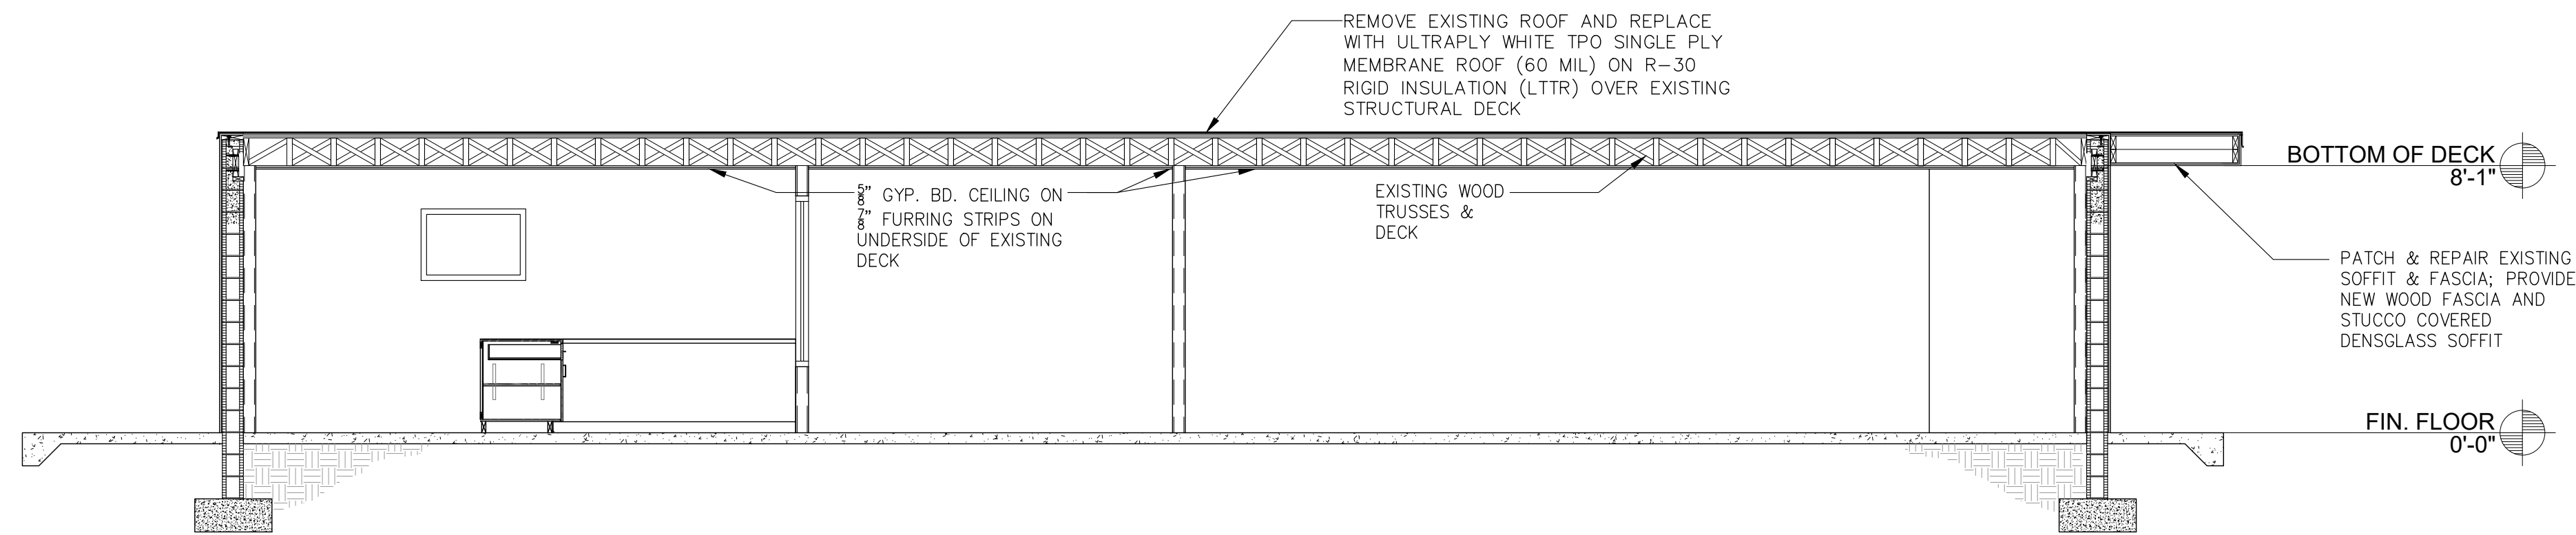 REMOVE EXISTING ROOF AND REPLACE
WITH ULTRAPLY WHITE TPO SINGLE PLY
MEMBRANE ROOF (60 MIL) ON R-30
RIGID INSULATION (LTTR) OVER EXISTING
STRUCTURAL DECK
BOTTOM OF DECK
8'-1"
5/8" GYP. BD. CEILING ON
7/8" FURRING STRIPS ON
UNDERSIDE OF EXISTING
DECK
EXISTING WOOD
TRUSSES &
DECK
PATCH & REPAIR EXISTING
SOFFIT & FASCIA; PROVIDE
NEW WOOD FASCIA AND
STUCCO COVERED
DENSGLASS SOFFIT
FIN. FLOOR
0'-0"